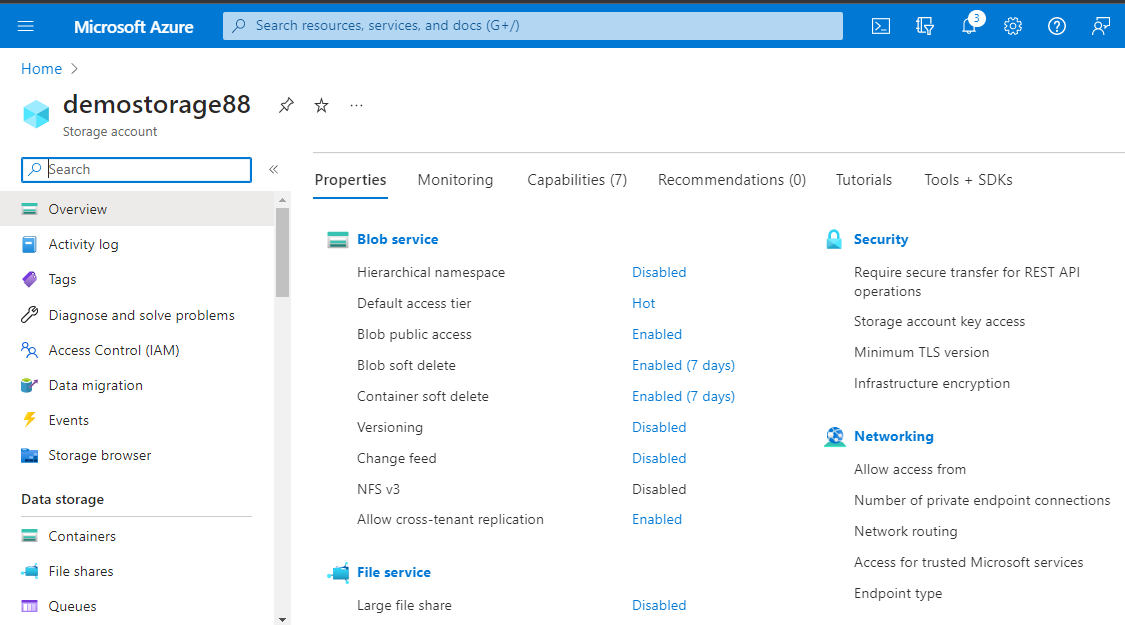 Microsoft Azure
Search resources, services, and docs (G+/)
3
Home
demostorage88
Storage account
Search
Overview
Activity log
Tags
Diagnose and solve problems
Access Control (IAM)
Data migration
Events
Storage browser
Data storage
Containers
File shares
Queues
Properties Monitoring Capabilities (7) Recommendations (0) Tutorials Tools + SDKs
Blob service
Hierarchical namespace Disabled
Default access tier Hot
Blob public access Enabled
Blob soft delete Enabled (7 days)
Container soft delete Enabled (7 days)
Versioning Disabled
Change feed Disabled
NFS v3 Disabled
Allow cross-tenant replication Enabled
File service
Large file share Disabled
Security
Require secure transfer for REST API
operations
Storage account key access
Minimum TLS version
Infrastructure encryption
Networking
Allow access from
Number of private endpoint connections
Network routing
Access for trusted Microsoft services
Endpoint type